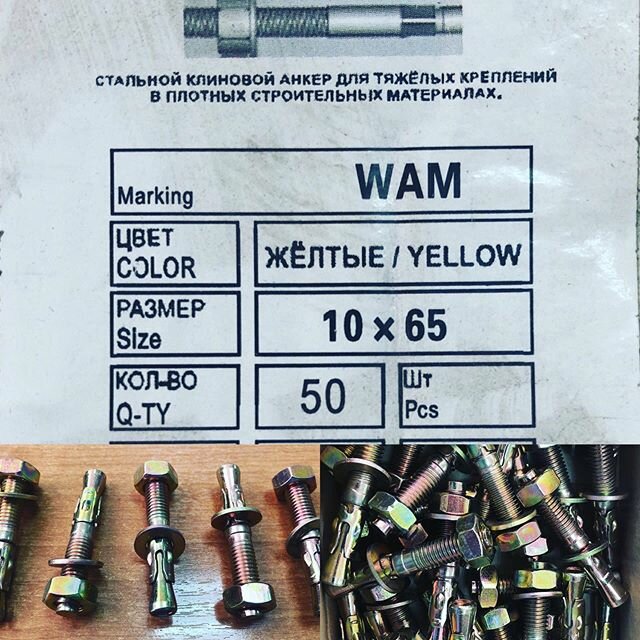 СТАЛЬНОЙ КЛИНОВОЙ АНКЕР ДЛЯ ТЯЖЁЛЫХ КРЕПЛЕНИЙ
В ПЛОТНЫХ СТРОИТЕЛЬНЫХ МАТЕРИАЛАХ.
Marking WAM
ЦВЕТ
COLOR
ЖЁЛТЫЕ / YELLOW
РАЗМЕР
Size
10 × 65
КОЛ-ВО
Q-TY
50
Шт
Pcs